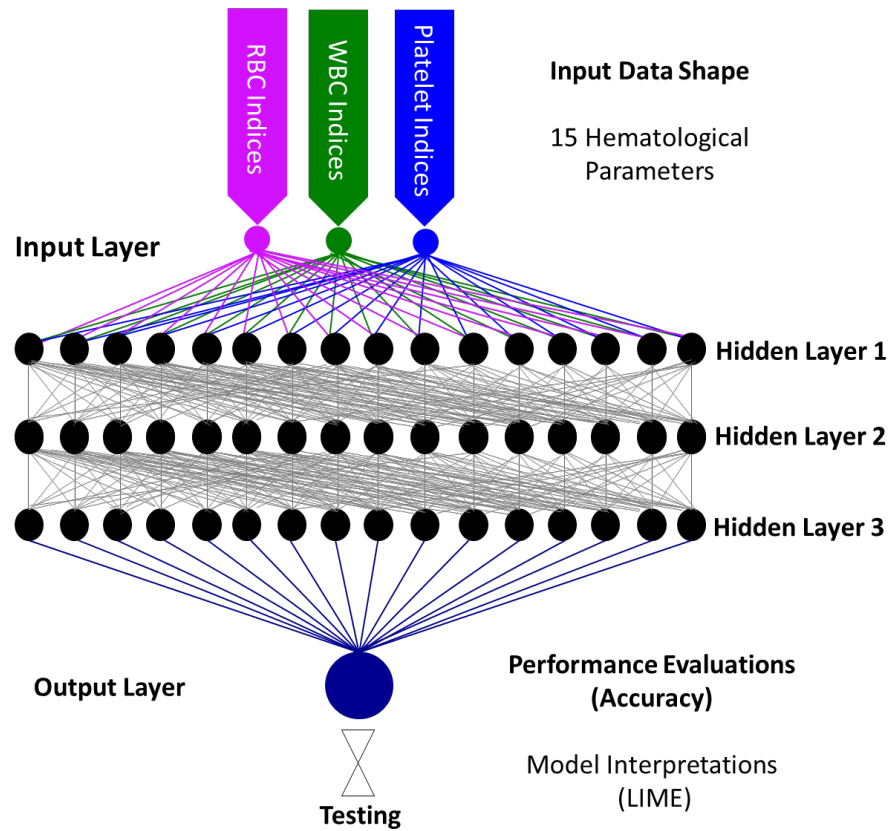 RBC Indices
WBC Indices
Platelet Indices
Input Data Shape
15 Hematological
Parameters
Input Layer
Hidden Layer 1
Hidden Layer 2
Hidden Layer 3
Output Layer
Performance Evaluations
(Accuracy)
Model Interpretations
(LIME)
Testing